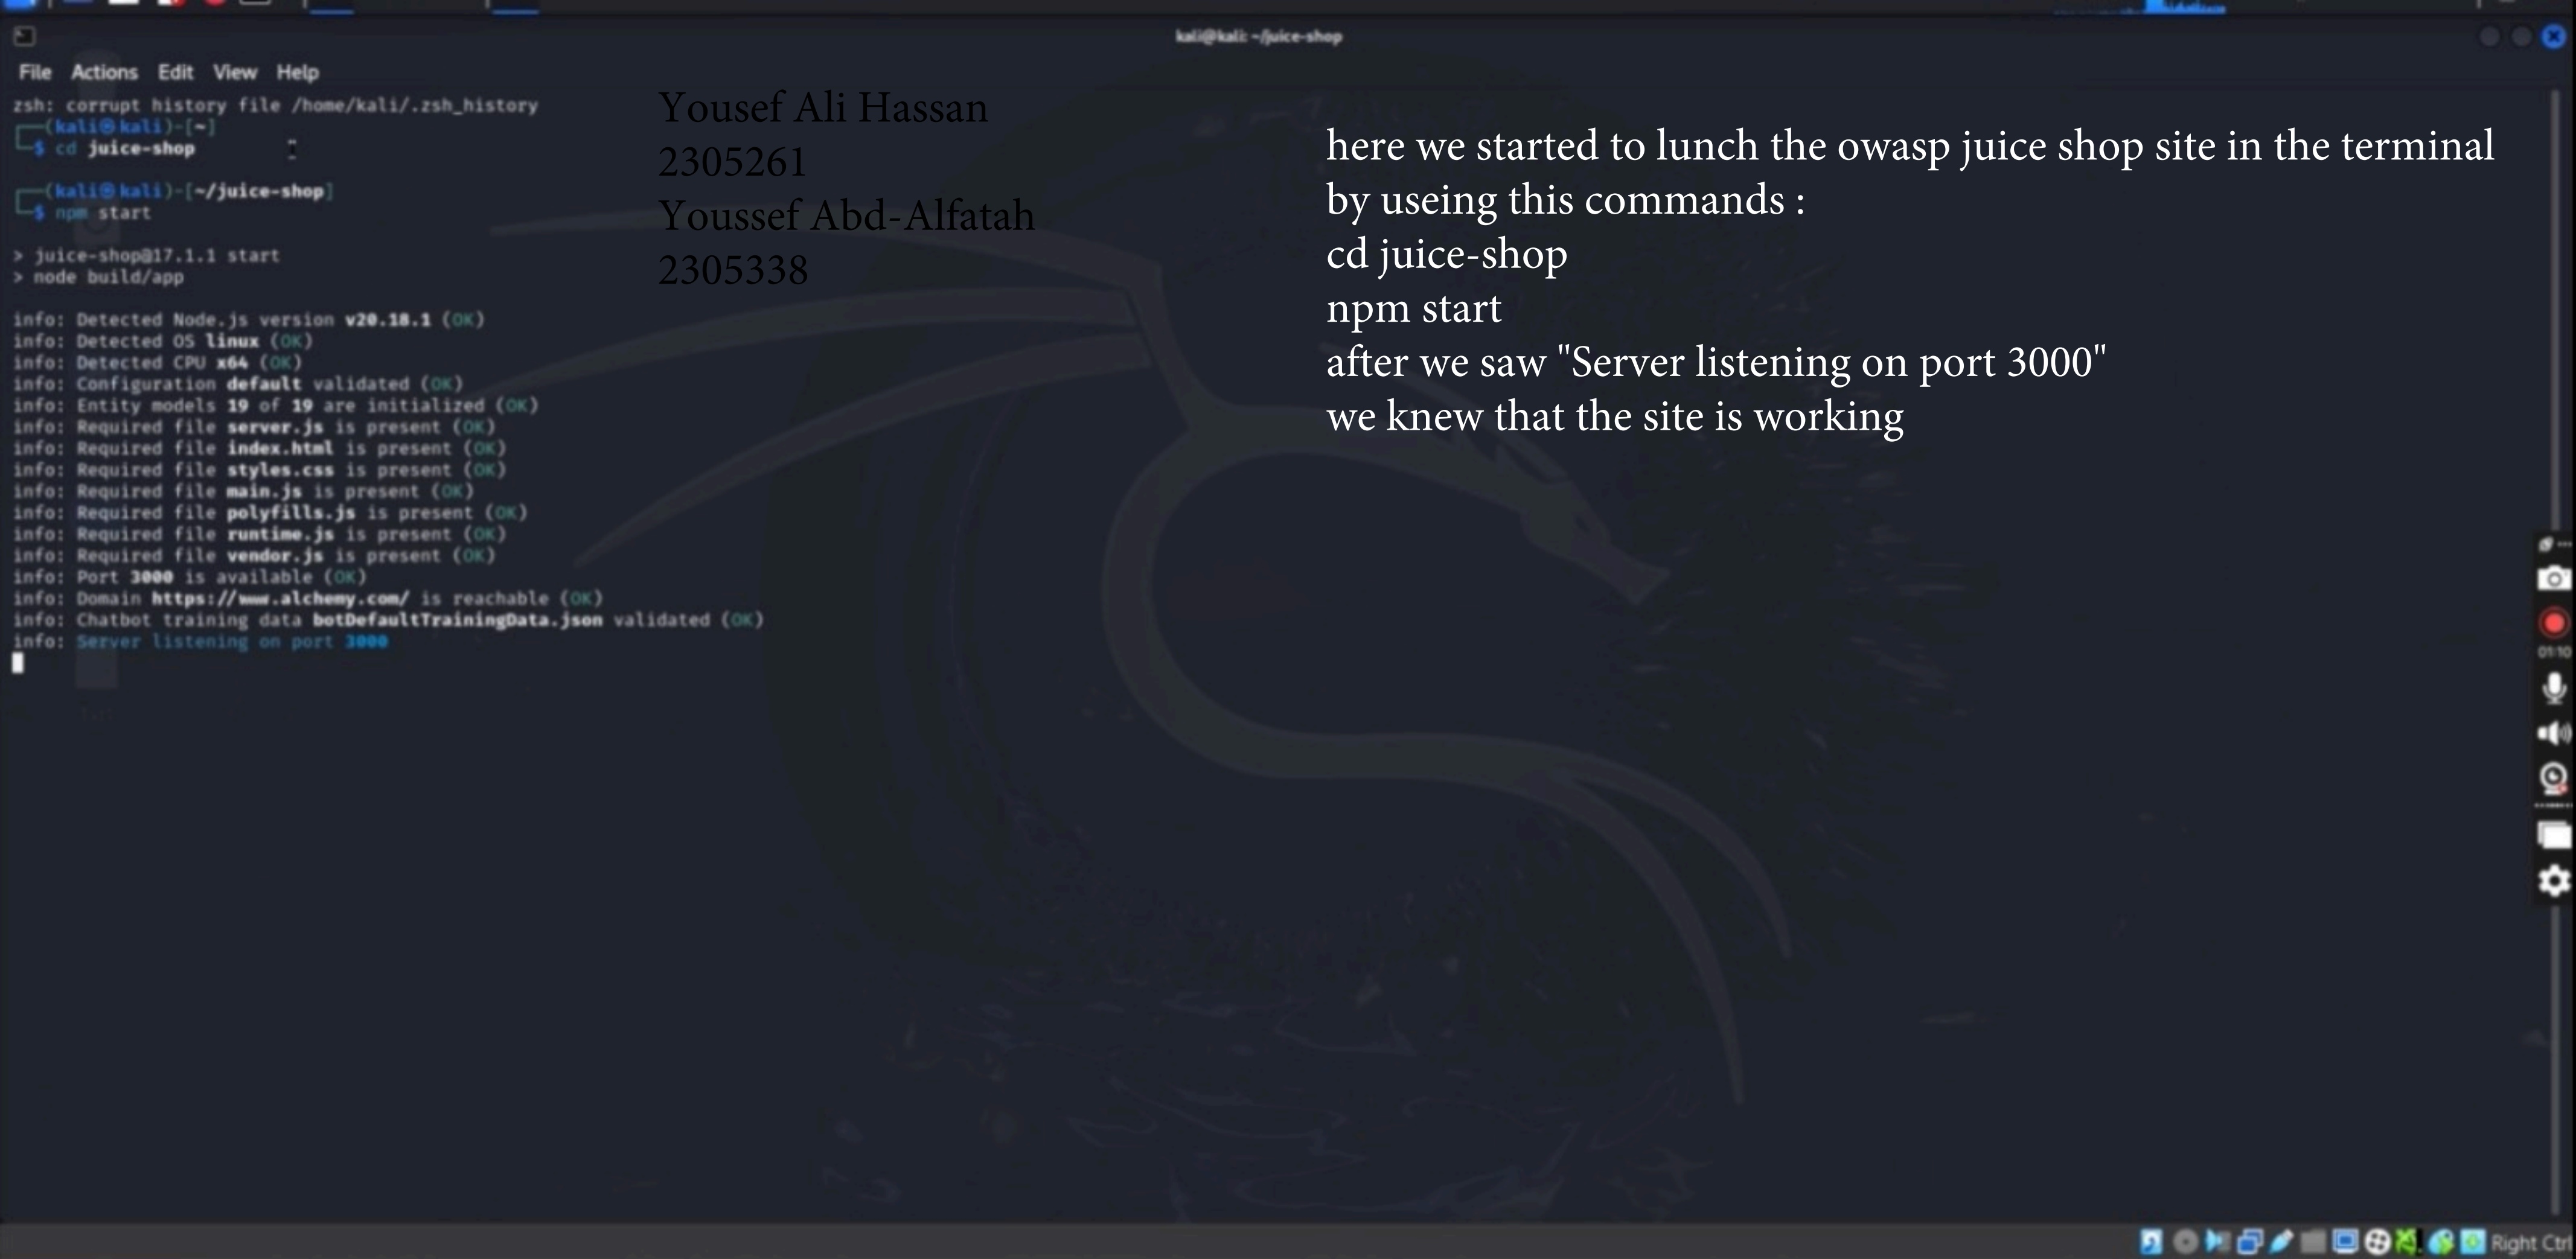 kali@kali: ~/juice-shop
File Actions Edit View Help
zsh: corrupt history file /home/kali/.zsh_history
(kali㉿kali)-[~]
$ cd juice-shop
(kali㉿kali)-[~/juice-shop]
$ npm start
> juice-shop@17.1.1 start
> node build/app
info: Detected Node.js version v20.18.1 (OK)
info: Detected OS linux (OK)
info: Detected CPU x64 (OK)
info: Configuration default validated (OK)
info: Entity models 19 of 19 are initialized (OK)
info: Required file server.js is present (OK)
info: Required file index.html is present (OK)
info: Required file styles.css is present (OK)
info: Required file main.js is present (OK)
info: Required file polyfills.js is present (OK)
info: Required file runtime.js is present (OK)
info: Required file vendor.js is present (OK)
info: Port 3000 is available (OK)
info: Domain https://www.alchemy.com/ is reachable (OK)
info: Chatbot training data botDefaultTrainingData.json validated (OK)
info: Server listening on port 3000
Yousef Ali Hassan
2305261
Youssef Abd-Alfatah
2305338
here we started to lunch the owasp juice shop site in the terminal
by useing this commands :
cd juice-shop
npm start
after we saw "Server listening on port 3000"
we knew that the site is working
01:10
Right Ctrl